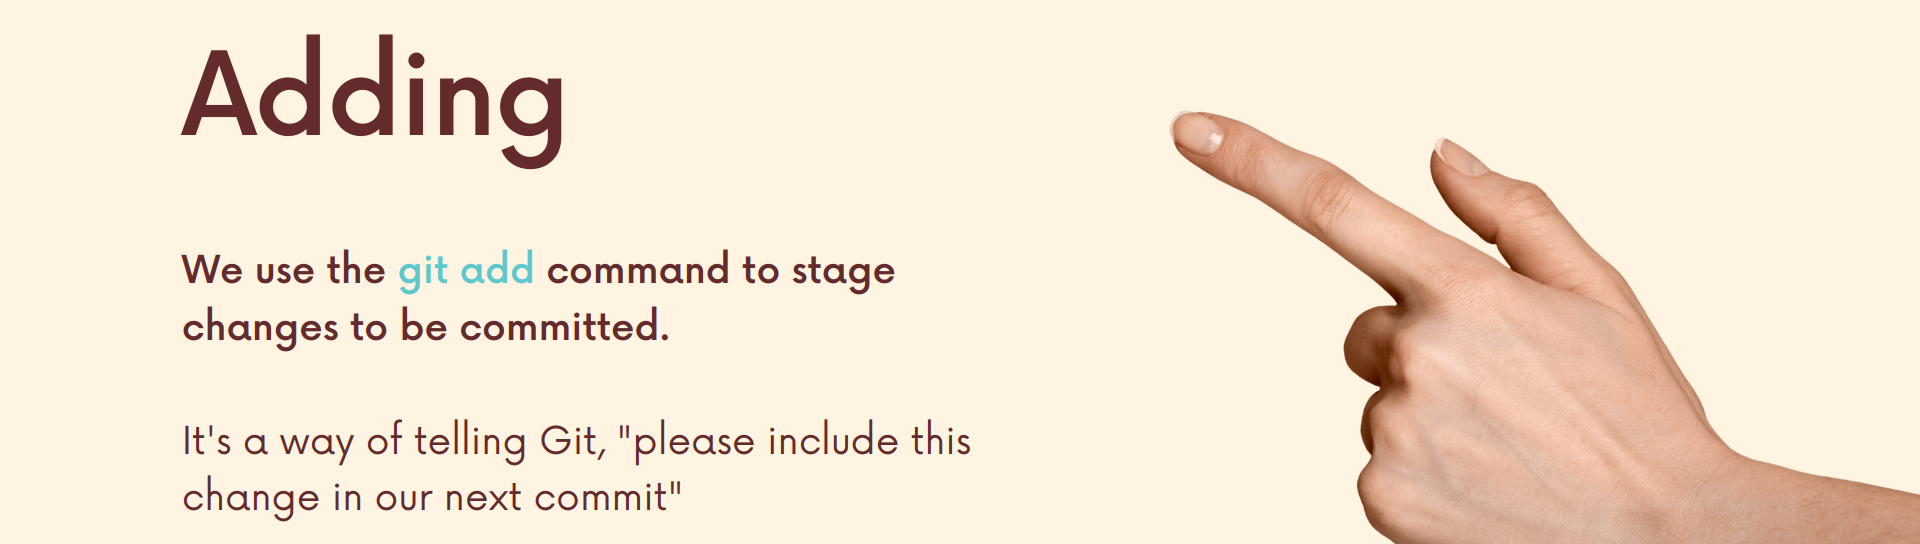 Adding
We use the git add command to stage
changes to be committed.
It's a way of telling Git, "please include this
change in our next commit"